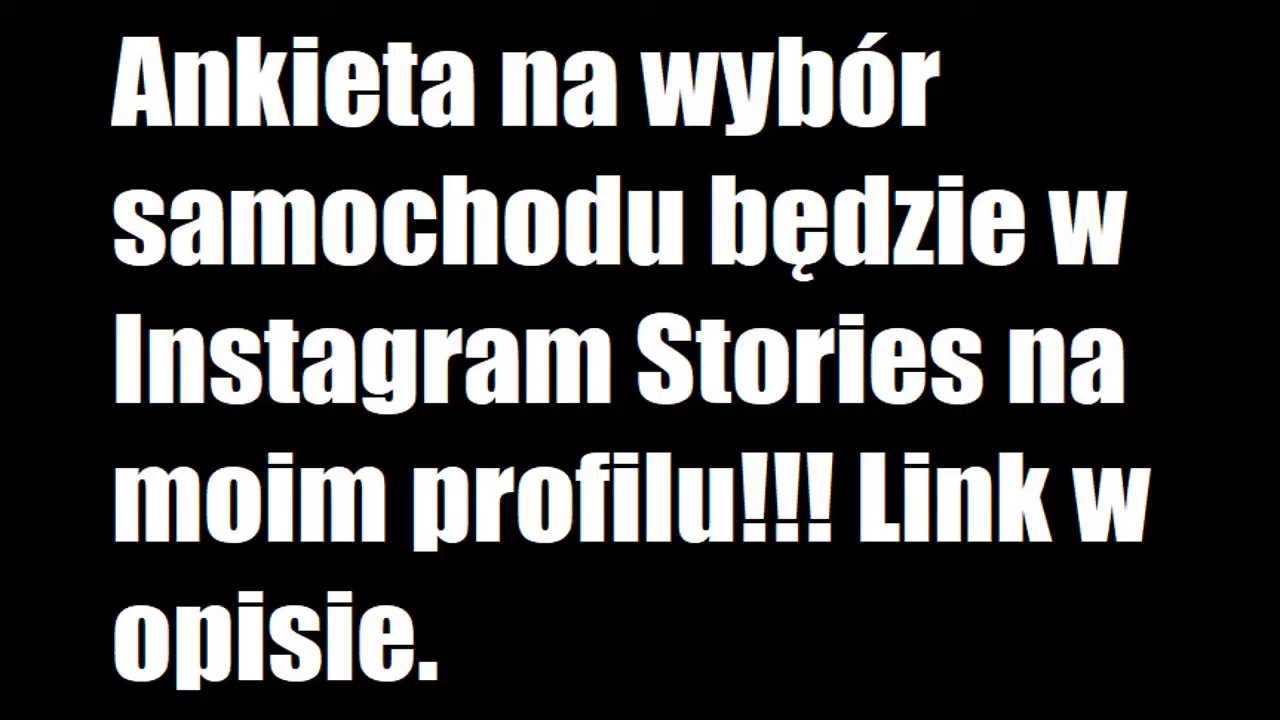 Ankieta na wybór
samochodu będzie w
Instagram Stories na
moim profilu!!! Link w
opisie.